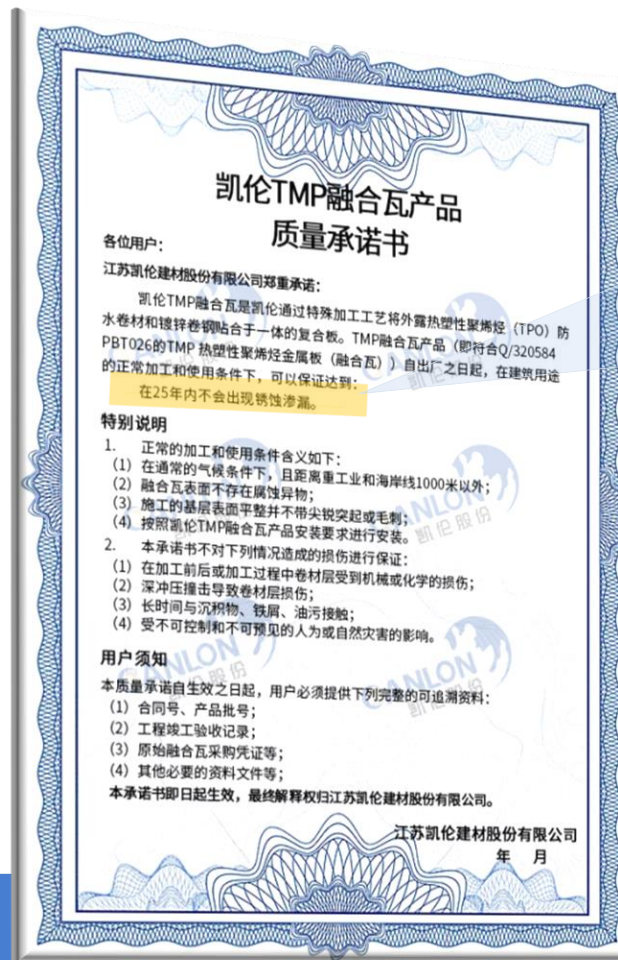 凯伦TMP融合瓦产品
质量承诺书
各位用户：
江苏凯伦建材股份有限公司郑重承诺：
凯伦TMP融合瓦是凯伦通过特殊加工工艺将外露热塑性聚烯烃（TPO）防
水卷材和镀锌卷钢贴合于一体的复合板。TMP融合瓦产品（即符合Q/320584
PBT026的TMP 热塑性聚烯烃金属板（融合瓦））自出厂之日起，在建筑用途
的正常加工和使用条件下，可以保证达到：
在25年内不会出现锈蚀渗漏。
特别说明
1. 正常的加工和使用条件含义如下：
（1）在通常的气候条件下，且距离重工业和海岸线1000米以外；
（2）融合瓦表面不存在腐蚀异物；
（3）施工的基层表面平整并不带尖锐突起或毛刺；
（4）按照凯伦TMP融合瓦产品安装要求进行安装。
2. 本承诺书不对下列情况造成的损伤进行保证：
（1）在加工前后或加工过程中卷材层受到机械或化学的损伤；
（2）深冲压撞击导致卷材层损伤；
（3）长时间与沉积物、铁屑、油污接触；
（4）受不可控制和不可预见的人为或自然灾害的影响。
用户须知
本质量承诺自生效之日起，用户必须提供下列完整的可追溯资料：
（1）合同号、产品批号；
（2）工程竣工验收记录；
（3）原始融合瓦采购凭证等；
（4）其他必要的资料文件等；
本承诺书即日起生效，最终解释权归江苏凯伦建材股份有限公司。
江苏凯伦建材股份有限公司
年 月
CANLON
凯伦股份